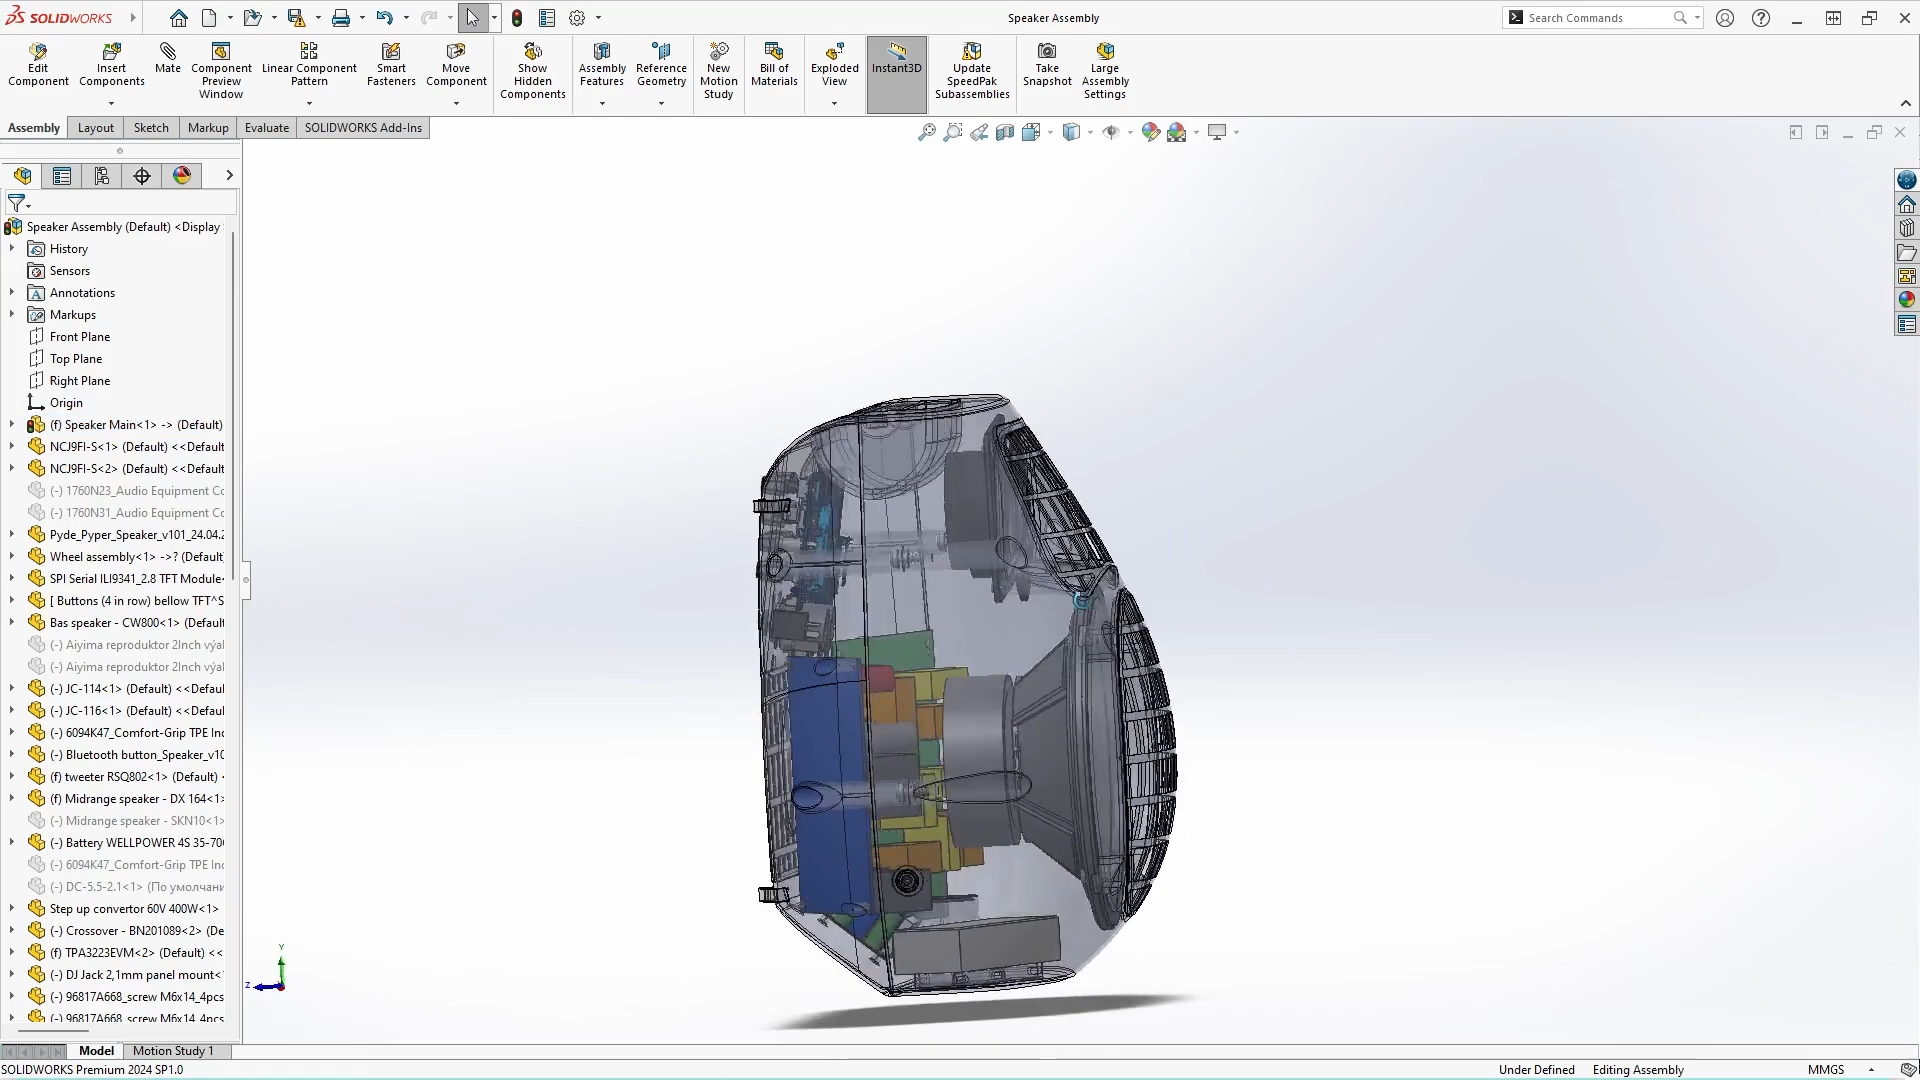 SOLIDWORKS
Speaker Assembly
Search Commands
Edit Component
Insert Components
Mate
Component Preview Window
Linear Component Pattern
Smart Fasteners
Move Component
Show Hidden Components
Assembly Features
Reference Geometry
New Motion Study
Bill of Materials
Exploded View
Instant3D
Update SpeedPak Subassemblies
Take Snapshot
Large Assembly Settings
Assembly
Layout
Sketch
Markup
Evaluate
SOLIDWORKS Add-Ins
Speaker Assembly (Default) <Display
History
Sensors
Annotations
Markups
Front Plane
Top Plane
Right Plane
Origin
(f) Speaker Main<1> -> (Default)
NCJ9FI-S<1> (Default) <<Default
NCJ9FI-S<2> (Default) <<Default
(-) 1760N23_Audio Equipment Co
(-) 1760N31_Audio Equipment Co
Pyde_Pyper_Speaker_v101_24.04.2
Wheel assembly<1> ->? (Default)
SPI Serial ILI9341_2.8 TFT Module<
[ Buttons (4 in row) bellow TFT^S
Bas speaker - CW800<1> (Default
(-) Aiyima reproduktor 2Inch výal
(-) Aiyima reproduktor 2Inch výal
(-) JC-114<1> (Default) <<Defaul
(-) JC-116<1> (Default) <<Defaul
(-) 6094K47_Comfort-Grip TPE Inc
(-) Bluetooth button_Speaker_v10
(f) tweeter RSQ802<1> (Default) <
(f) Midrange speaker - DX 164<1>
(-) Midrange speaker - SKN10<1>
(-) Battery WELLPOWER 4S 35-700
(-) 6094K47_Comfort-Grip TPE Inc
(-) DC-5.5-2.1<1> (По умолчани
Step up convertor 60V 400W<1>
(-) Crossover - BN201089<2> (De
(f) TPA3223EVM<2> (Default) <<
(-) DJ Jack 2,1mm panel mount<
(-) 96817A668_screw M6x14_4pcs
(-) 96817A668_screw M6x14_4pcs
Y
Z
Model
Motion Study 1
SOLIDWORKS Premium 2024 SP1.0
Under Defined
Editing Assembly
MMGS